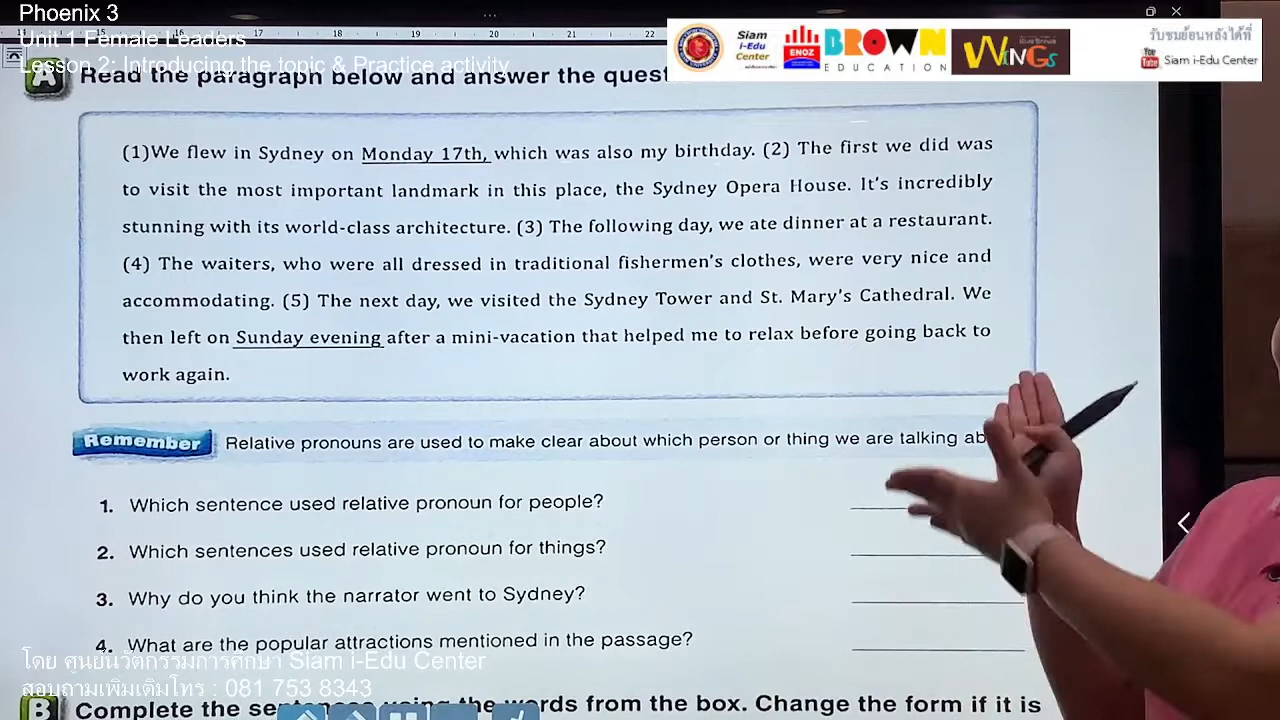 Phoenix 3
Unit 1 Female Leaders
Lesson 2: Introducing the topic & Practice activity
14 15 16 17 18 19 20 21 22
Siam
i-Edu
Center
ENOZ
BROWN
EDUCATION
WiNGs
รับชมย้อนหลังได้ที่
You
Tube
Siam i-Edu Center
A Read the paragraph below and answer the quest
(1)We flew in Sydney on Monday 17th, which was also my birthday. (2) The first we did was
to visit the most important landmark in this place, the Sydney Opera House. It's incredibly
stunning with its world-class architecture. (3) The following day, we ate dinner at a restaurant.
(4) The waiters, who were all dressed in traditional fishermen's clothes, were very nice and
accommodating. (5) The next day, we visited the Sydney Tower and St. Mary's Cathedral. We
then left on Sunday evening after a mini-vacation that helped me to relax before going back to
work again.
Remember Relative pronouns are used to make clear about which person or thing we are talking ab
1. Which sentence used relative pronoun for people?
2. Which sentences used relative pronoun for things?
3. Why do you think the narrator went to Sydney?
4. What are the popular attractions mentioned in the passage?
โดย ศูนย์นวัตกรรมการศึกษา Siam i-Edu Center
สอบถามเพิ่มเติมโทร : 081 753 8343
B Complete the sentences using the words from the box. Change the form if it is